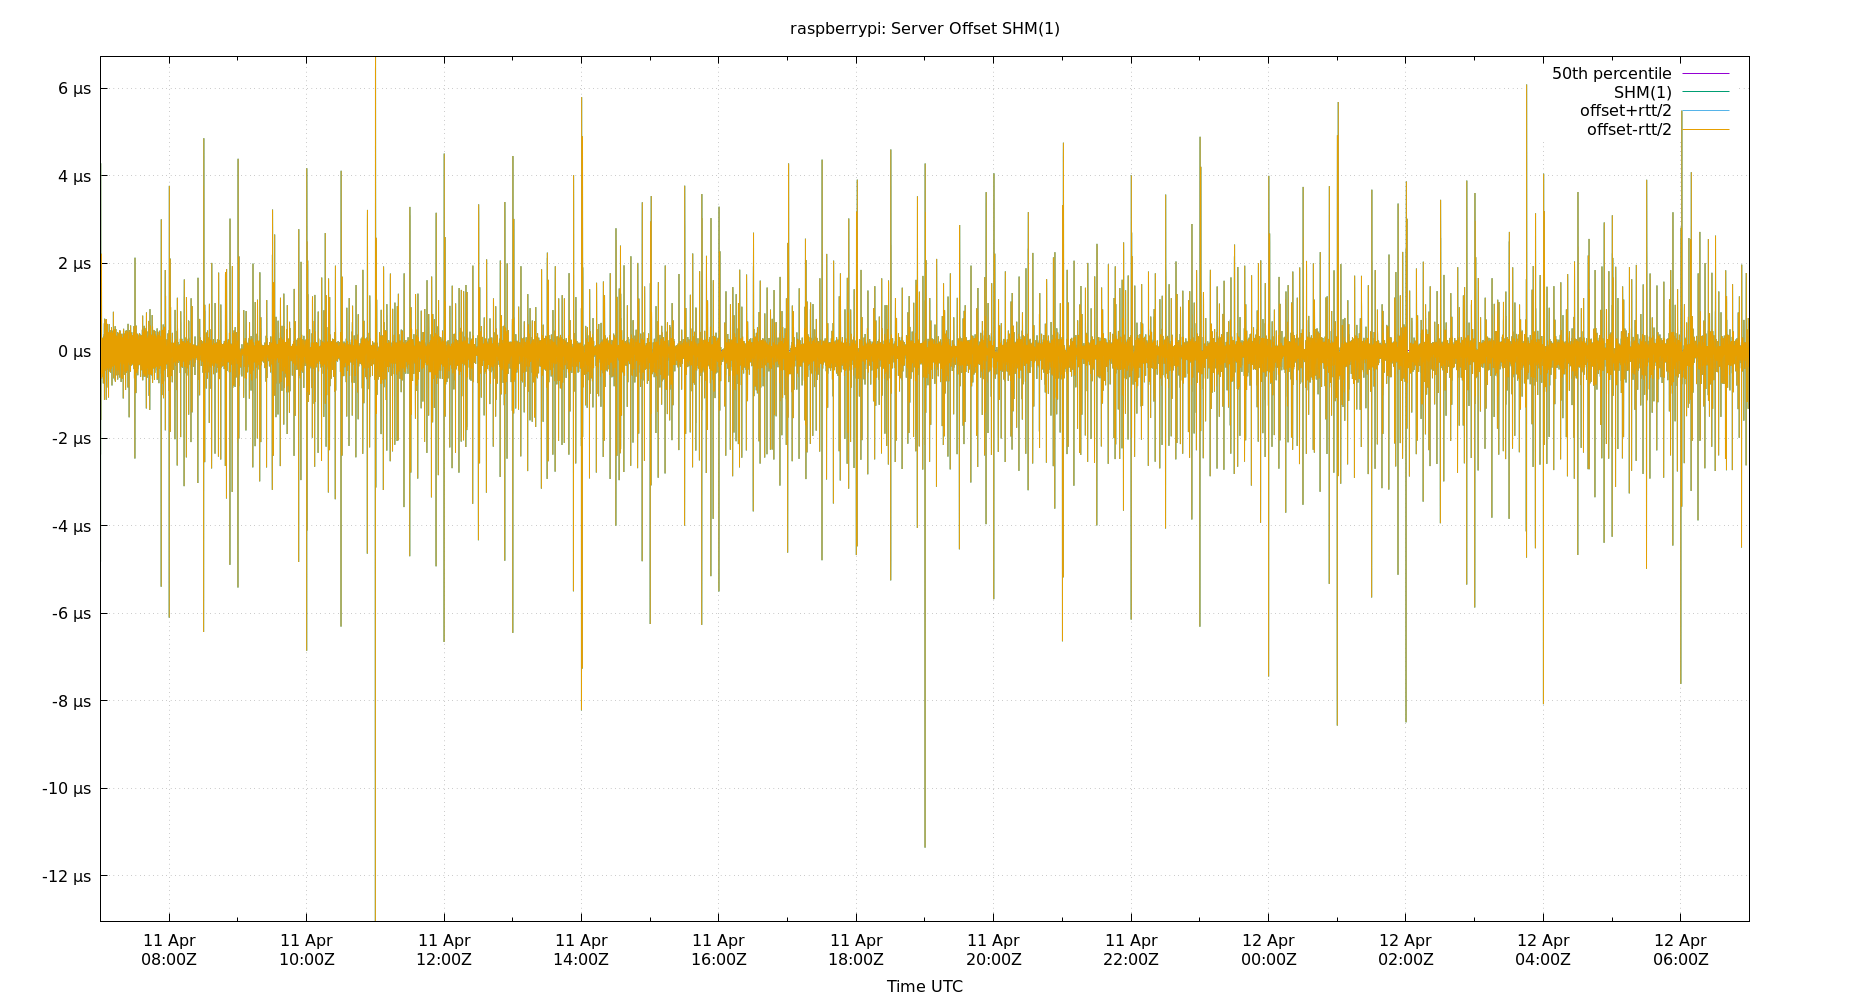 raspberrypi: Server Offset SHM(1)
50th percentile
SHM(1)
offset+rtt/2
offset-rtt/2
6 µs
4 µs
2 µs
0 µs
-2 µs
-4 µs
-6 µs
-8 µs
-10 µs
-12 µs
11 Apr 11 Apr 11 Apr 11 Apr 11 Apr 11 Apr 11 Apr 11 Apr 12 Apr 12 Apr 12 Apr 12 Apr
08:00Z 10:00Z 12:00Z 14:00Z 16:00Z 18:00Z 20:00Z 22:00Z 00:00Z 02:00Z 04:00Z 06:00Z
Time UTC